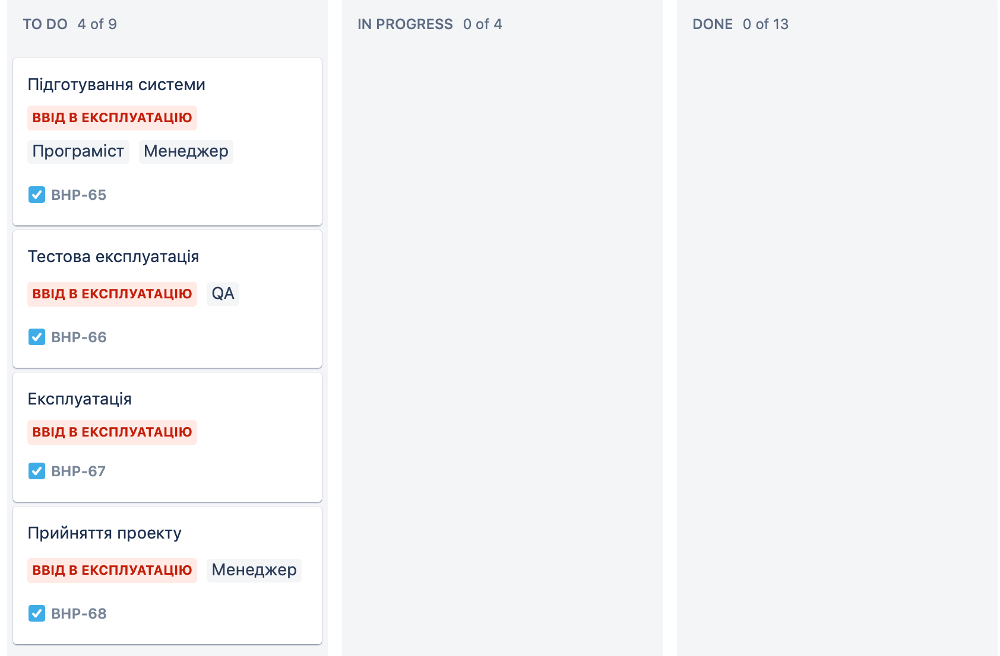 TO DO 4 of 9
Підготування системи
ВВІД В ЕКСПЛУАТАЦІЮ
Програміст Менеджер
BHP-65
Тестова експлуатація
ВВІД В ЕКСПЛУАТАЦІЮ QA
BHP-66
Експлуатація
ВВІД В ЕКСПЛУАТАЦІЮ
BHP-67
Прийняття проекту
ВВІД В ЕКСПЛУАТАЦІЮ Менеджер
BHP-68
IN PROGRESS 0 of 4
DONE 0 of 13